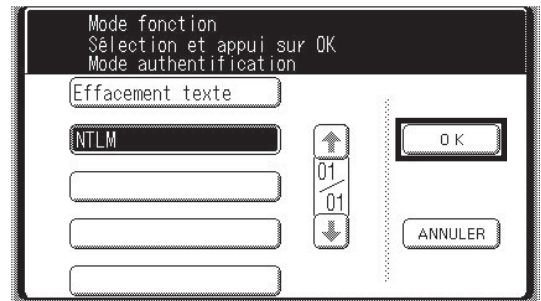 Mode fonction
Sélection et appui sur OK
Mode authentification
Effacement texte
NTLM
01
01
OK
ANNULER